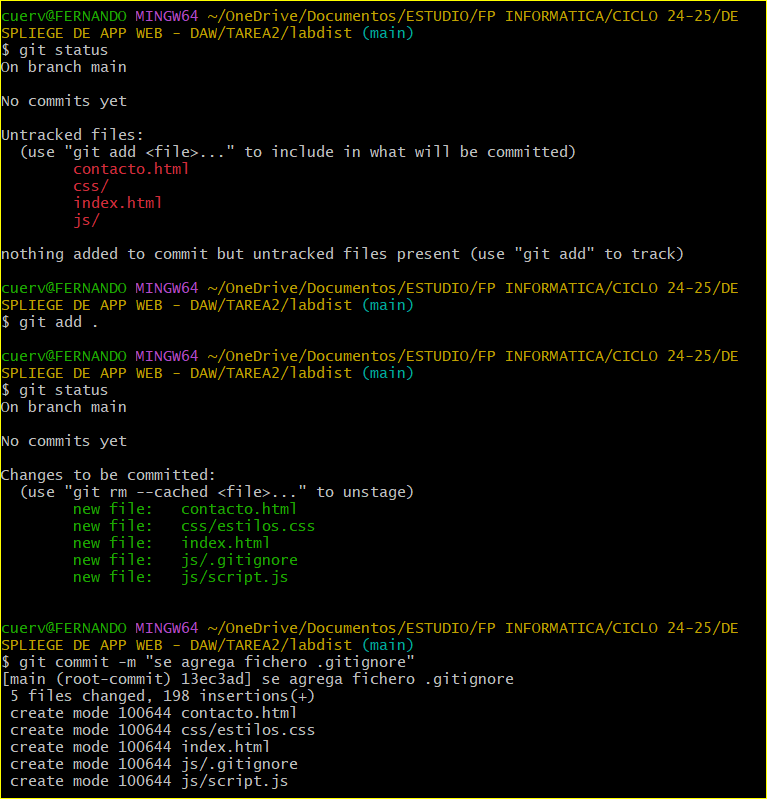 cuerv@FERNANDO MINGW64 ~/OneDrive/Documentos/ESTUDIO/FP INFORMATICA/CICLO 24-25/DE
SPLIEGE DE APP WEB - DAW/TAREA2/labdist (main)
$ git status
On branch main

No commits yet

Untracked files:
  (use "git add <file>..." to include in what will be committed)
        contacto.html
        css/
        index.html
        js/

nothing added to commit but untracked files present (use "git add" to track)

cuerv@FERNANDO MINGW64 ~/OneDrive/Documentos/ESTUDIO/FP INFORMATICA/CICLO 24-25/DE
SPLIEGE DE APP WEB - DAW/TAREA2/labdist (main)
$ git add .

cuerv@FERNANDO MINGW64 ~/OneDrive/Documentos/ESTUDIO/FP INFORMATICA/CICLO 24-25/DE
SPLIEGE DE APP WEB - DAW/TAREA2/labdist (main)
$ git status
On branch main

No commits yet

Changes to be committed:
  (use "git rm --cached <file>..." to unstage)
        new file:   contacto.html
        new file:   css/estilos.css
        new file:   index.html
        new file:   js/.gitignore
        new file:   js/script.js


cuerv@FERNANDO MINGW64 ~/OneDrive/Documentos/ESTUDIO/FP INFORMATICA/CICLO 24-25/DE
SPLIEGE DE APP WEB - DAW/TAREA2/labdist (main)
$ git commit -m "se agrega fichero .gitignore"
[main (root-commit) 13ec3ad] se agrega fichero .gitignore
 5 files changed, 198 insertions(+)
 create mode 100644 contacto.html
 create mode 100644 css/estilos.css
 create mode 100644 index.html
 create mode 100644 js/.gitignore
 create mode 100644 js/script.js